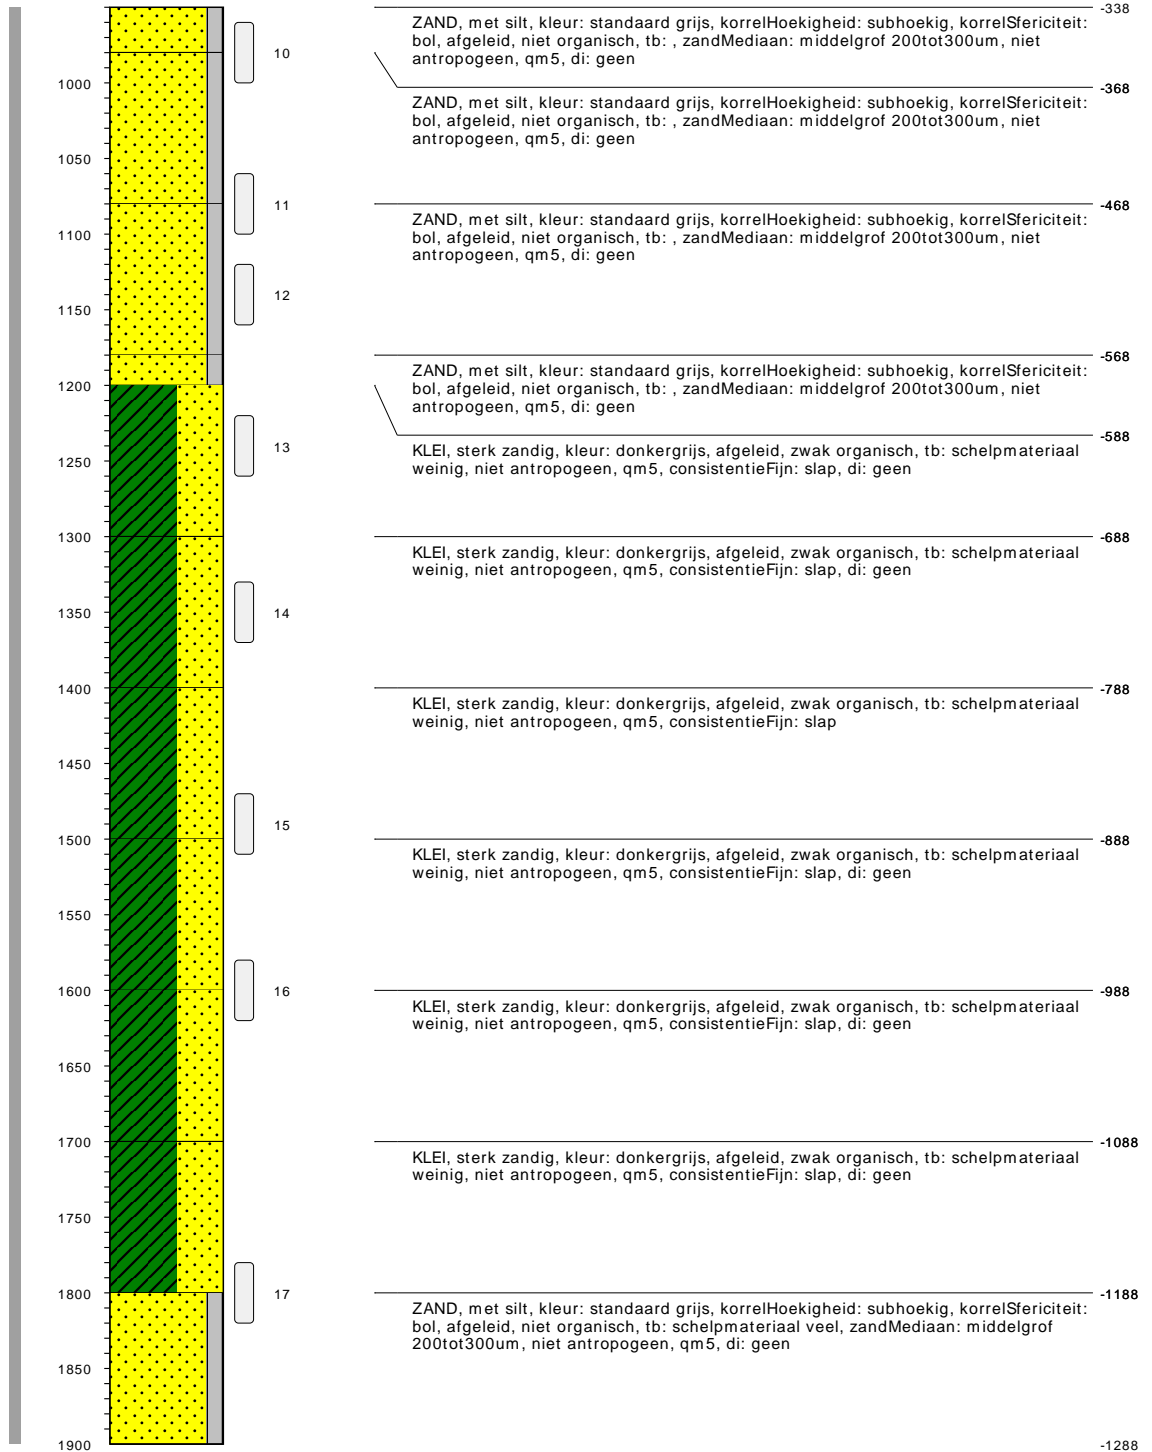 -338
ZAND, met silt, kleur: standaard grijs, korrelHoekigheid: subhoekig, korrelSfericiteit:
bol, afgeleid, niet organisch, tb: , zandMediaan: middelgrof 200tot300um, niet
antropogeen, qm5, di: geen
10
1000
-368
ZAND, met silt, kleur: standaard grijs, korrelHoekigheid: subhoekig, korrelSfericiteit:
bol, afgeleid, niet organisch, tb: , zandMediaan: middelgrof 200tot300um, niet
antropogeen, qm5, di: geen
1050
11
-468
ZAND, met silt, kleur: standaard grijs, korrelHoekigheid: subhoekig, korrelSfericiteit:
bol, afgeleid, niet organisch, tb: , zandMediaan: middelgrof 200tot300um, niet
antropogeen, qm5, di: geen
1100
12
1150
-568
ZAND, met silt, kleur: standaard grijs, korrelHoekigheid: subhoekig, korrelSfericiteit:
bol, afgeleid, niet organisch, tb: , zandMediaan: middelgrof 200tot300um, niet
antropogeen, qm5, di: geen
1200
-588
13
KLEI, sterk zandig, kleur: donkergrijs, afgeleid, zwak organisch, tb: schelpmateriaal
weinig, niet antropogeen, qm5, consistentieFijn: slap, di: geen
1250
1300
-688
KLEI, sterk zandig, kleur: donkergrijs, afgeleid, zwak organisch, tb: schelpmateriaal
weinig, niet antropogeen, qm5, consistentieFijn: slap, di: geen
1350
14
1400
-788
KLEI, sterk zandig, kleur: donkergrijs, afgeleid, zwak organisch, tb: schelpmateriaal
weinig, niet antropogeen, qm5, consistentieFijn: slap
1450
15
1500
-888
KLEI, sterk zandig, kleur: donkergrijs, afgeleid, zwak organisch, tb: schelpmateriaal
weinig, niet antropogeen, qm5, consistentieFijn: slap, di: geen
1550
1600
16
-988
KLEI, sterk zandig, kleur: donkergrijs, afgeleid, zwak organisch, tb: schelpmateriaal
weinig, niet antropogeen, qm5, consistentieFijn: slap, di: geen
1650
1700
-1088
KLEI, sterk zandig, kleur: donkergrijs, afgeleid, zwak organisch, tb: schelpmateriaal
weinig, niet antropogeen, qm5, consistentieFijn: slap, di: geen
1750
1800
17
-1188
ZAND, met silt, kleur: standaard grijs, korrelHoekigheid: subhoekig, korrelSfericiteit:
bol, afgeleid, niet organisch, tb: schelpmateriaal veel, zandMediaan: middelgrof
200tot300um, niet antropogeen, qm5, di: geen
1850
1900
-1288